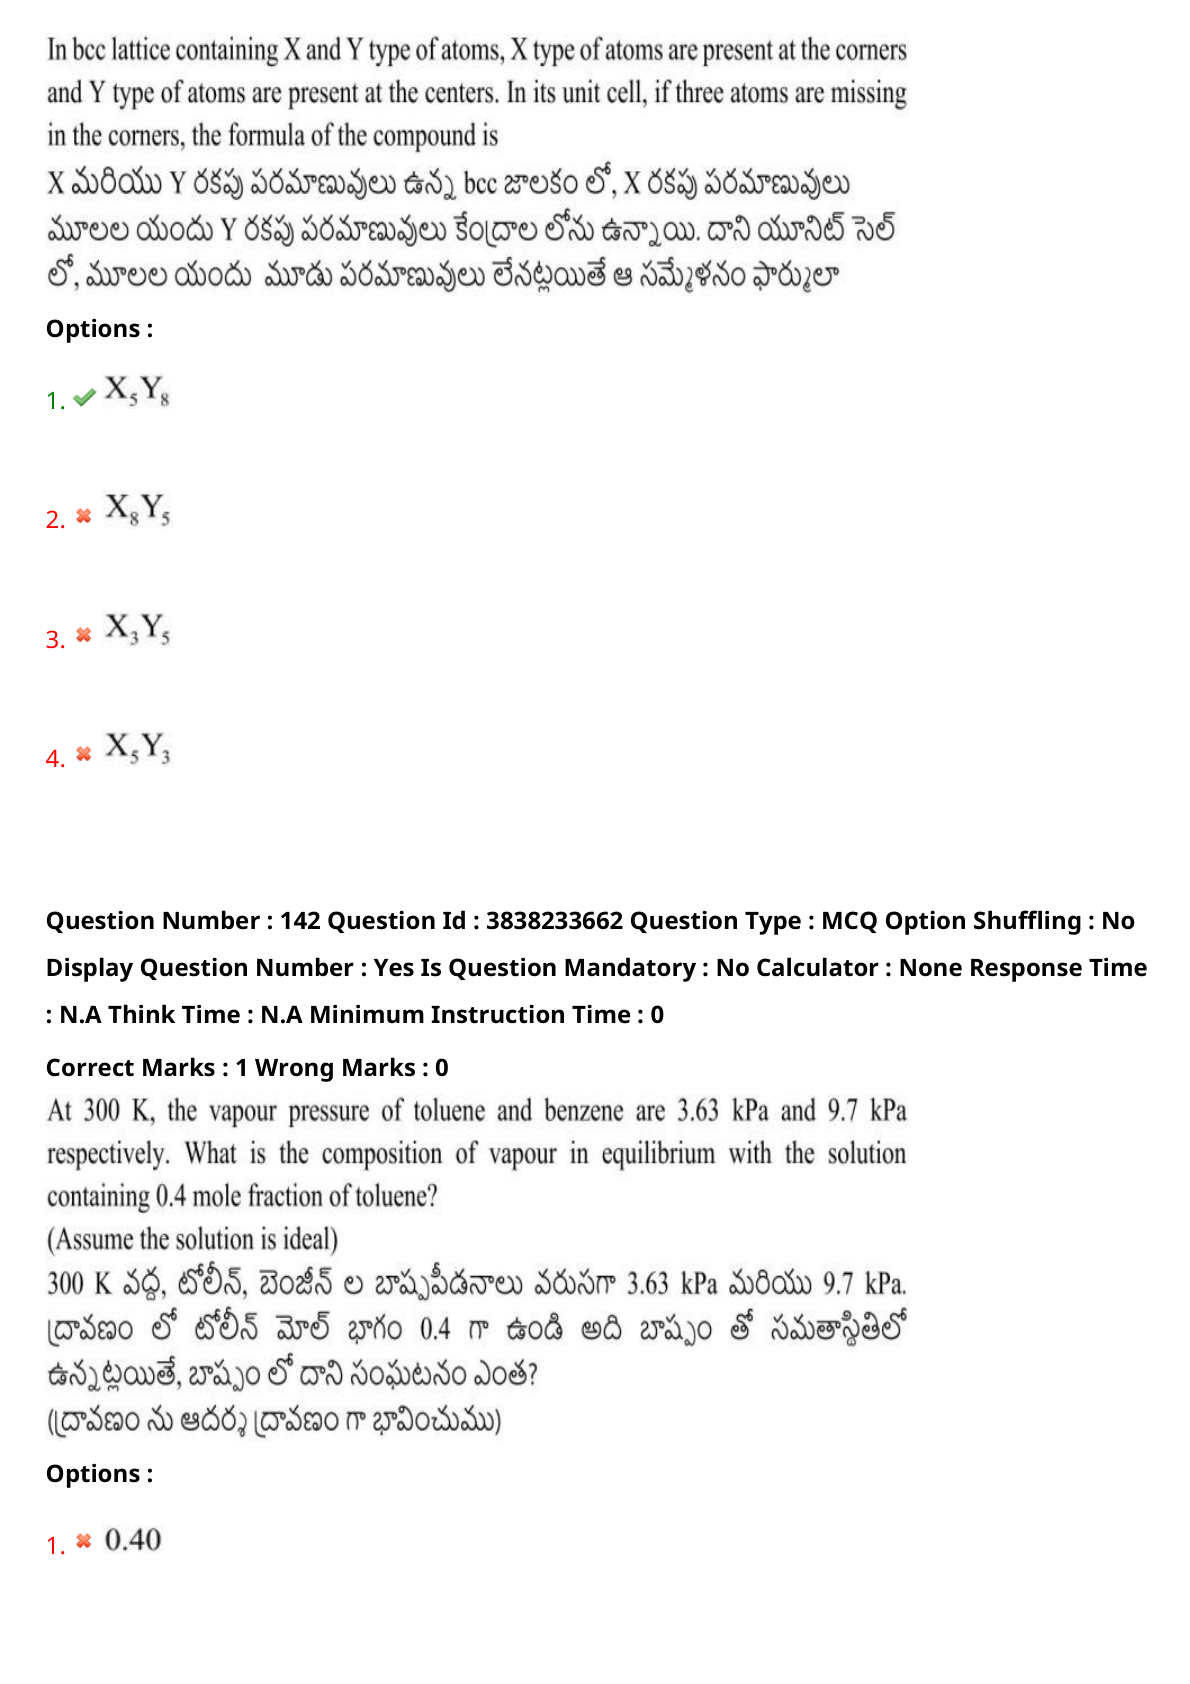 In bcc lattice containing X and Y type of atoms, X type of atoms are present at the corners
and Y type of atoms are present at the centers. In its unit cell, if three atoms are missing
in the corners, the formula of the compound is
X మరియు Y రకపు పరమాణువులు ఉన్న bcc జాలకం లో, X రకపు పరమాణువులు
మూలల యందు Y రకపు పరమాణువులు కేంద్రాల లోను ఉన్నాయి. దాని యూనిట్ సెల్
లో, మూలల యందు మూడు పరమాణువులు లేనట్లయితే ఆ సమ్మేళనం ఫార్ములా
Options :
1. X₅Y₈
2. X₈Y₅
3. X₃Y₅
4. X₅Y₃
Question Number : 142 Question Id : 3838233662 Question Type : MCQ Option Shuffling : No
Display Question Number : Yes Is Question Mandatory : No Calculator : None Response Time
: N.A Think Time : N.A Minimum Instruction Time : 0
Correct Marks : 1 Wrong Marks : 0
At 300 K, the vapour pressure of toluene and benzene are 3.63 kPa and 9.7 kPa
respectively. What is the composition of vapour in equilibrium with the solution
containing 0.4 mole fraction of toluene?
(Assume the solution is ideal)
300 K వద్ద, టోలీన్, బెంజీన్ ల బాష్పపీడనాలు వరుసగా 3.63 kPa మరియు 9.7 kPa.
ద్రావణం లో టోలీన్ మోల్ భాగం 0.4 గా ఉండి అది బాష్పం తో సమతాస్థితిలో
ఉన్నట్లయితే, బాష్పం లో దాని సంఘటనం ఎంత?
(ద్రావణం ను ఆదర్శ ద్రావణం గా భావించుము)
Options :
1. 0.40